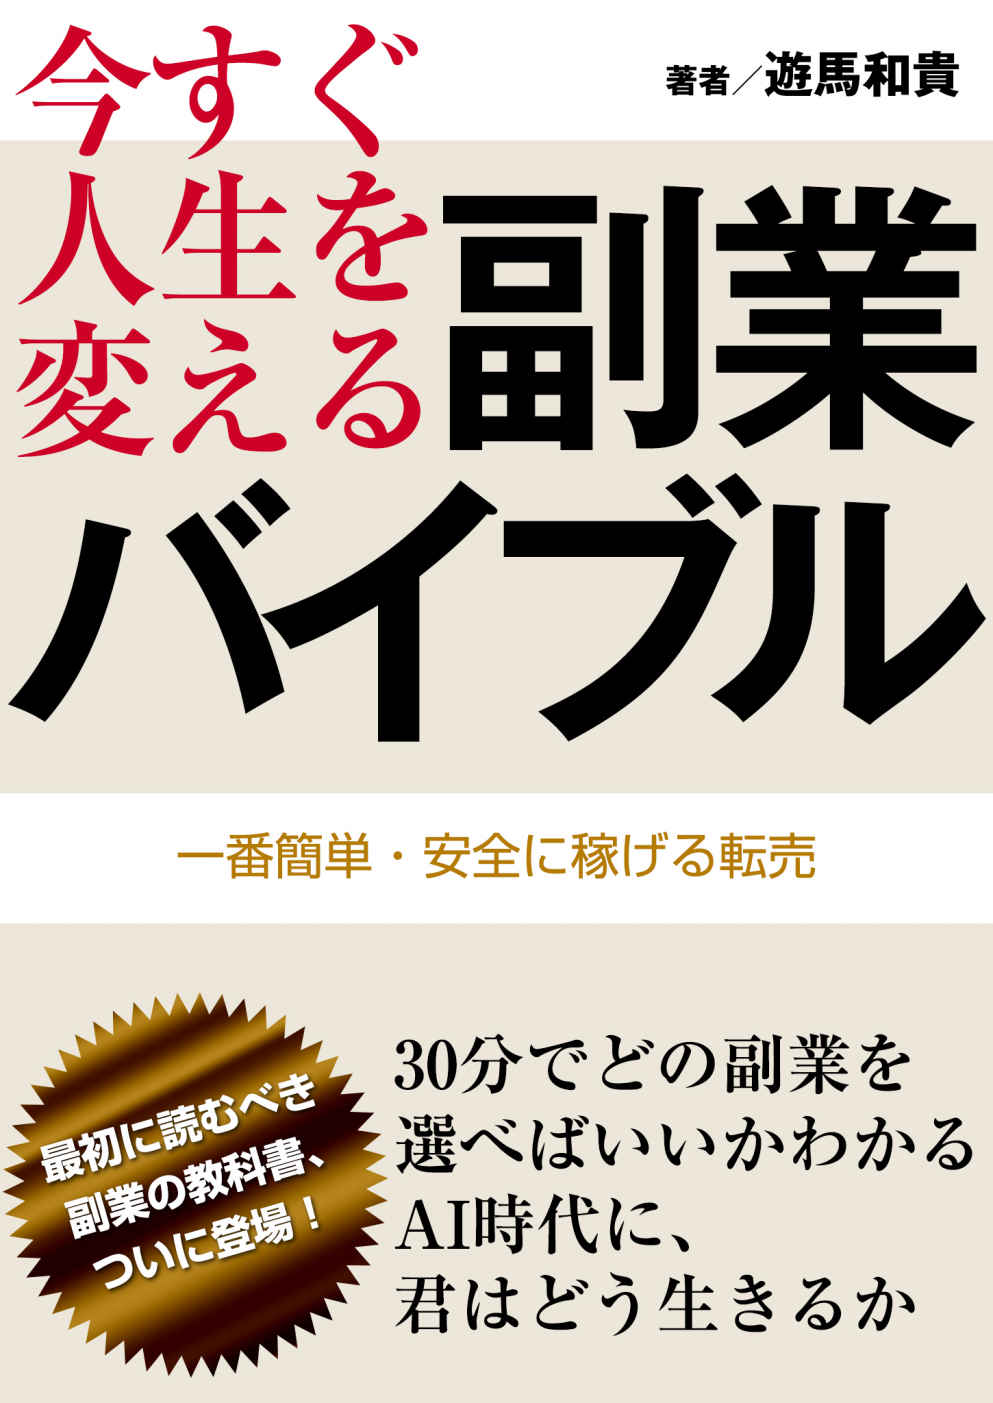 著者／遊馬和貴
今すぐ
人生を
変える
副業
バイブル
一番簡単・安全に稼げる転売
最初に読むべき
副業の教科書、
ついに登場！
30分でどの副業を
選べばいいかわかる
AI時代に、
君はどう生きるか